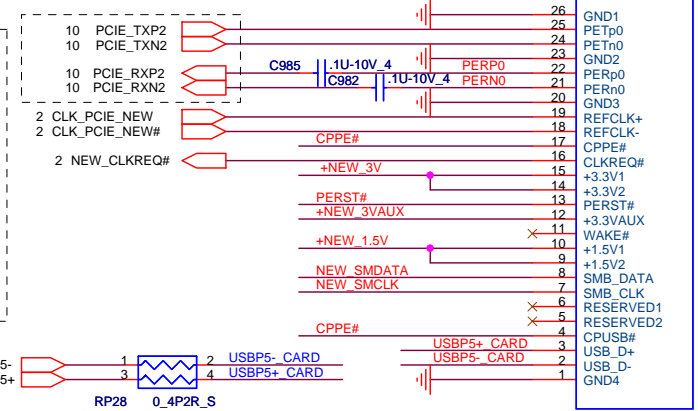 26 GND1
10 PCIE_TXP2 25 PETp0
10 PCIE_TXN2 24 PETn0
23 GND2
10 PCIE_RXP2 C985 .1U-10V_4 PERP0 22 PERp0
10 PCIE_RXN2 C982 .1U-10V_4 PERN0 21 PERn0
20 GND3
2 CLK_PCIE_NEW 19 REFCLK+
2 CLK_PCIE_NEW# 18 REFCLK-
CPPE# 17 CPPE#
2 NEW_CLKREQ# 16 CLKREQ#
+NEW_3V 15 +3.3V1
14 +3.3V2
PERST# 13 PERST#
+NEW_3VAUX 12 +3.3VAUX
11 WAKE#
+NEW_1.5V 10 +1.5V1
9 +1.5V2
NEW_SMDATA 8 SMB_DATA
NEW_SMCLK 7 SMB_CLK
6 RESERVED1
5 RESERVED2
CPPE# 4 CPUSB#
USBP5+_CARD 3 USB_D+
5- 1 2 USBP5-_CARD USBP5-_CARD 2 USB_D-
5+ 3 4 USBP5+_CARD 1 GND4
RP28 0_4P2R_S